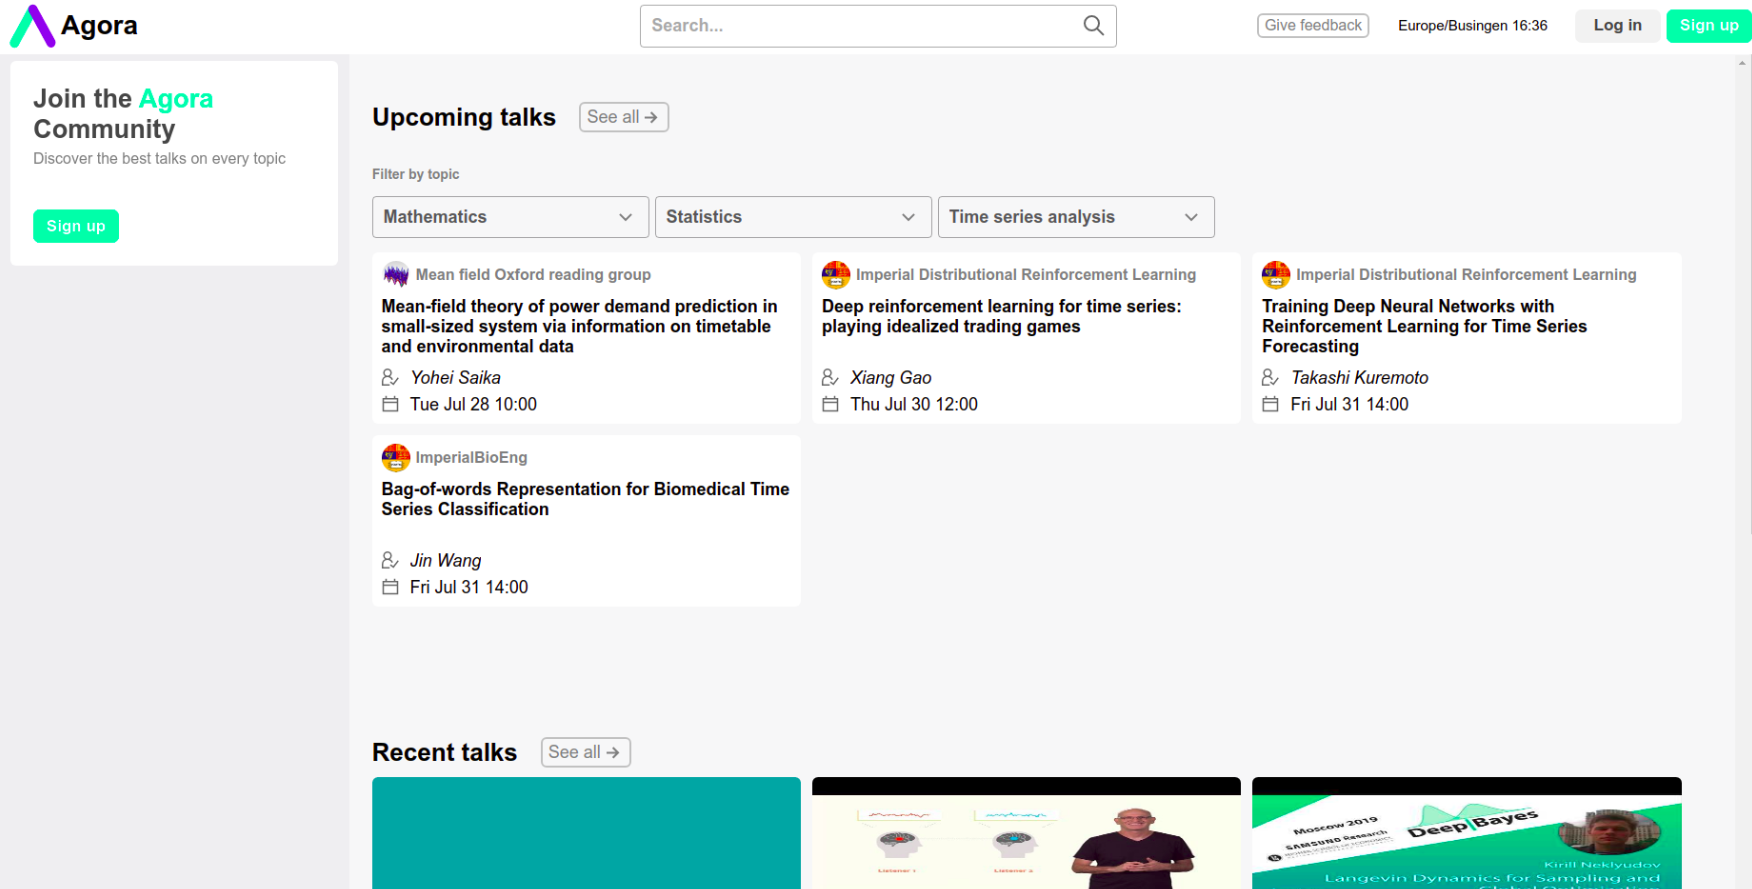 Agora
Search...
Give feedback
Europe/Busingen 16:36
Log in
Sign up
Join the Agora
Community
Discover the best talks on every topic
Sign up
Upcoming talks
See all →
Filter by topic
Mathematics
Statistics
Time series analysis
Mean field Oxford reading group
Mean-field theory of power demand prediction in
small-sized system via information on timetable
and environmental data
Yohei Saika
Tue Jul 28 10:00
Imperial Distributional Reinforcement Learning
Deep reinforcement learning for time series:
playing idealized trading games
Xiang Gao
Thu Jul 30 12:00
Imperial Distributional Reinforcement Learning
Training Deep Neural Networks with
Reinforcement Learning for Time Series
Forecasting
Takashi Kuremoto
Fri Jul 31 14:00
ImperialBioEng
Bag-of-words Representation for Biomedical Time
Series Classification
Jin Wang
Fri Jul 31 14:00
Recent talks
See all →
Listener 1
Listener 2
Moscow 2019
SAMSUNG Research
Deep|Bayes
Kirill Neklyudov
Langevin Dynamics for Sampling and
Global Optimization